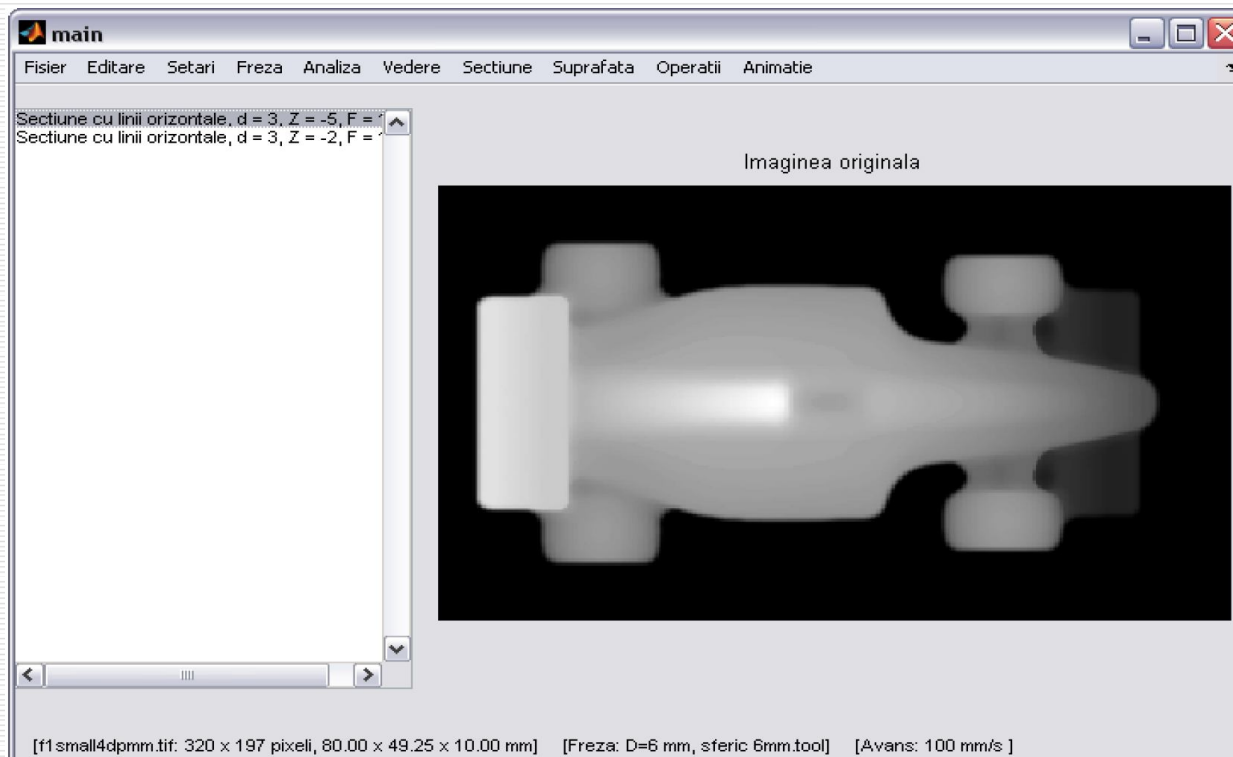 main
Fisier Editare Setari Freza Analiza Vedere Sectiune Suprafata Operatii Animatie
Sectiune cu linii orizontale, d = 3, Z = -5, F =
Sectiune cu linii orizontale, d = 3, Z = -2, F =
Imaginea originala
[f1small4dpmm.tif: 320 x 197 pixeli, 80.00 x 49.25 x 10.00 mm] [Freza: D=6 mm, sferic 6mm.tool] [Avans: 100 mm/s ]